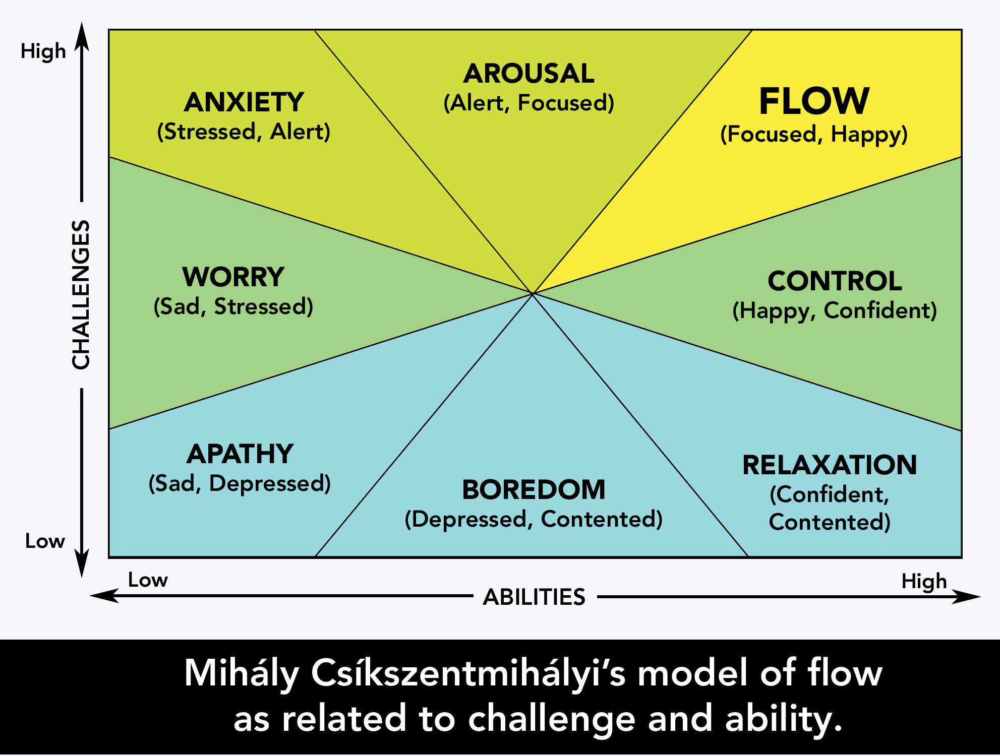 High
AROUSAL
(Alert, Focused)
ANXIETY
(Stressed, Alert)
FLOW
(Focused, Happy)
CHALLENGES
WORRY
(Sad, Stressed)
CONTROL
(Happy, Confident)
APATHY
(Sad, Depressed)
BOREDOM
(Depressed, Contented)
RELAXATION
(Confident,
Contented)
Low
Low
ABILITIES
High
Mihály Csíkszentmihályi’s model of flow
as related to challenge and ability.